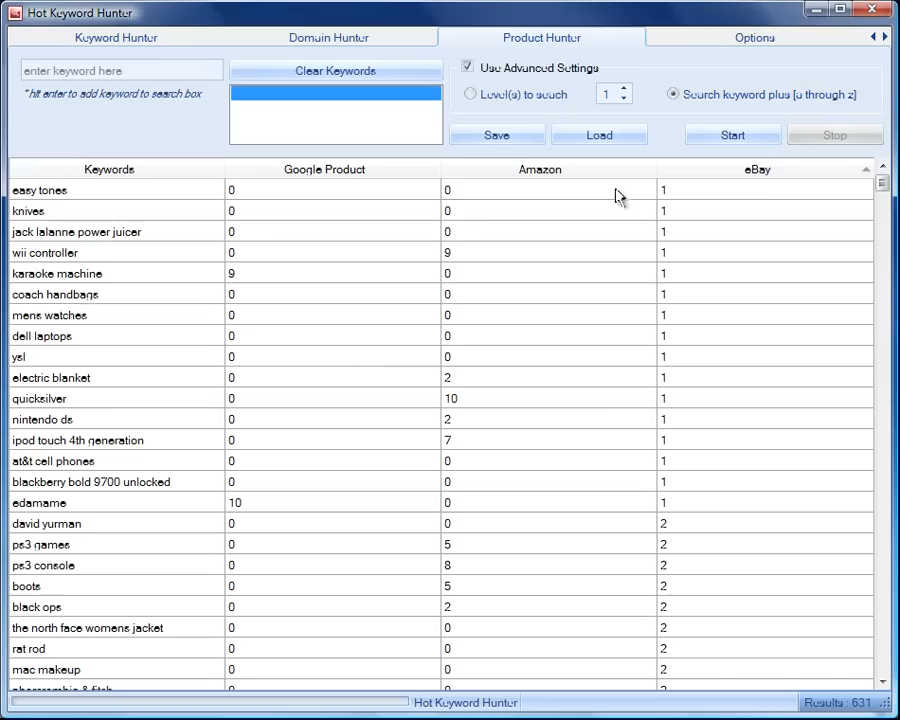 Hot Keyword Hunter
Keyword Hunter Domain Hunter Product Hunter Options
enter keyword here Clear Keywords Use Advanced Settings
*hit enter to add keyword to search box Level(s) to seach 1 Search keyword plus [a through z]
Save Load Start Stop
Keywords Google Product Amazon eBay
easy tones 0 0 1
knives 0 0 1
jack lalanne power juicer 0 0 1
wii controller 0 9 1
karaoke machine 9 0 1
coach handbags 0 0 1
mens watches 0 0 1
dell laptops 0 0 1
ysl 0 0 1
electric blanket 0 2 1
quicksilver 0 10 1
nintendo ds 0 2 1
ipod touch 4th generation 0 7 1
at&t cell phones 0 0 1
blackberry bold 9700 unlocked 0 0 1
edamame 10 0 1
david yurman 0 0 2
ps3 games 0 5 2
ps3 console 0 8 2
boots 0 5 2
black ops 0 2 2
the north face womens jacket 0 0 2
rat rod 0 0 2
mac makeup 0 0 2
Hot Keyword Hunter Results : 631